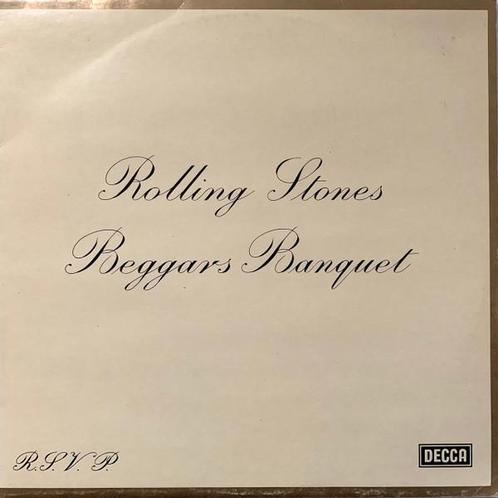 Rolling Stones
Beggars Banquet
R.S.V.P.
DECCA